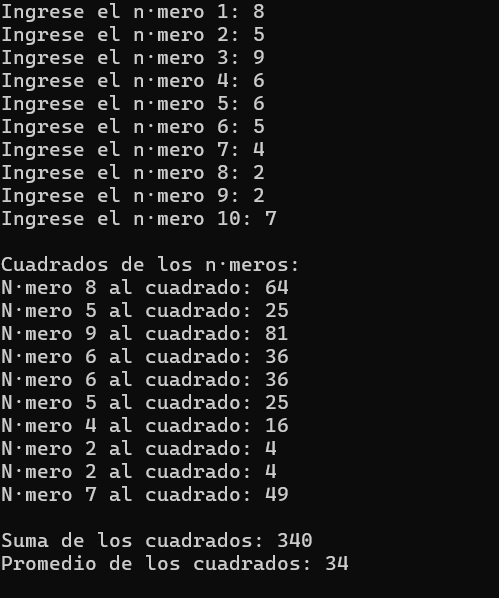 Ingrese el n·mero 1: 8
Ingrese el n·mero 2: 5
Ingrese el n·mero 3: 9
Ingrese el n·mero 4: 6
Ingrese el n·mero 5: 6
Ingrese el n·mero 6: 5
Ingrese el n·mero 7: 4
Ingrese el n·mero 8: 2
Ingrese el n·mero 9: 2
Ingrese el n·mero 10: 7
Cuadrados de los n·meros:
N·mero 8 al cuadrado: 64
N·mero 5 al cuadrado: 25
N·mero 9 al cuadrado: 81
N·mero 6 al cuadrado: 36
N·mero 6 al cuadrado: 36
N·mero 5 al cuadrado: 25
N·mero 4 al cuadrado: 16
N·mero 2 al cuadrado: 4
N·mero 2 al cuadrado: 4
N·mero 7 al cuadrado: 49
Suma de los cuadrados: 340
Promedio de los cuadrados: 34